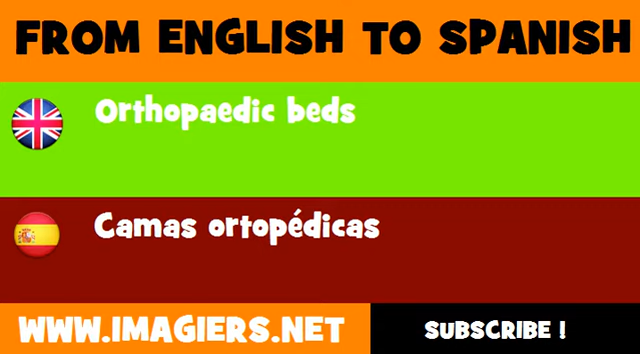 FROM ENGLISH TO SPANISH
Orthopaedic beds
Camas ortopédicas
WWW.IMAGIERS.NET
SUBSCRIBE !